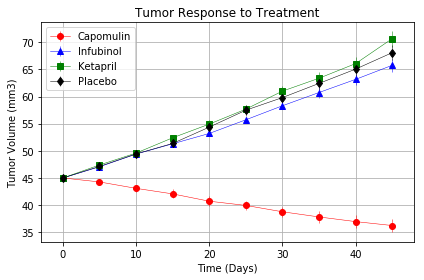 Tumor Response to Treatment
Capomulin
Infubinol
Ketapril
Placebo
Tumor Volume (mm3)
70
65
60
55
50
45
40
35
0
10
20
30
40
Time (Days)